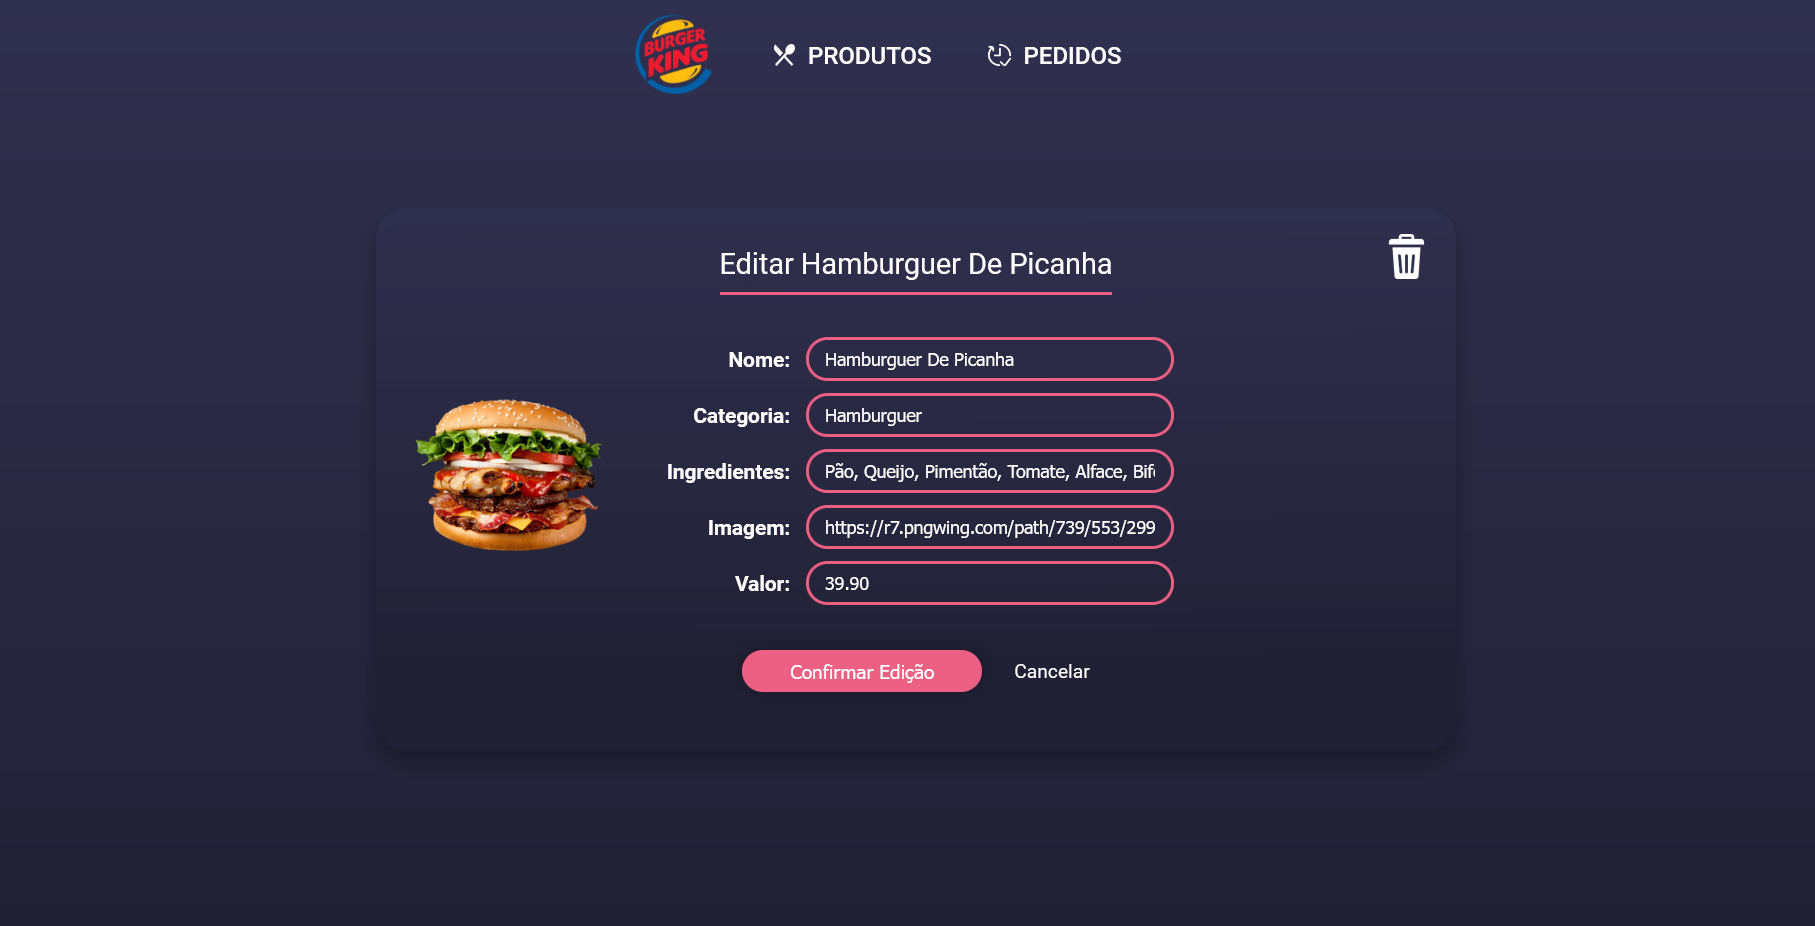 BURGER
KING
PRODUTOS
PEDIDOS
Editar Hamburguer De Picanha
Nome: Hamburguer De Picanha
Categoria: Hamburguer
Ingredientes: Pão, Queijo, Pimentão, Tomate, Alface, Bif
Imagem: https://r7.pngwing.com/path/739/553/299
Valor: 39.90
Confirmar Edição
Cancelar